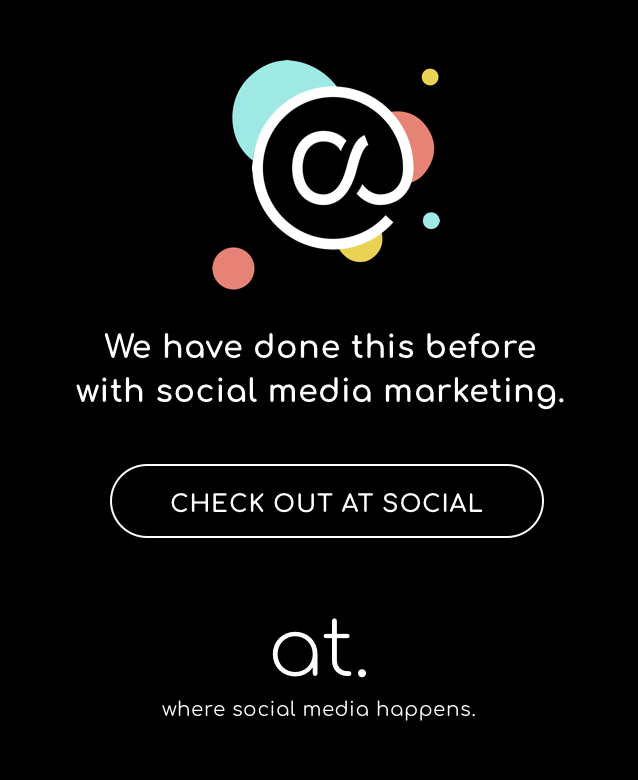 @
We have done this before
with social media marketing.
CHECK OUT AT SOCIAL
at.
where social media happens.